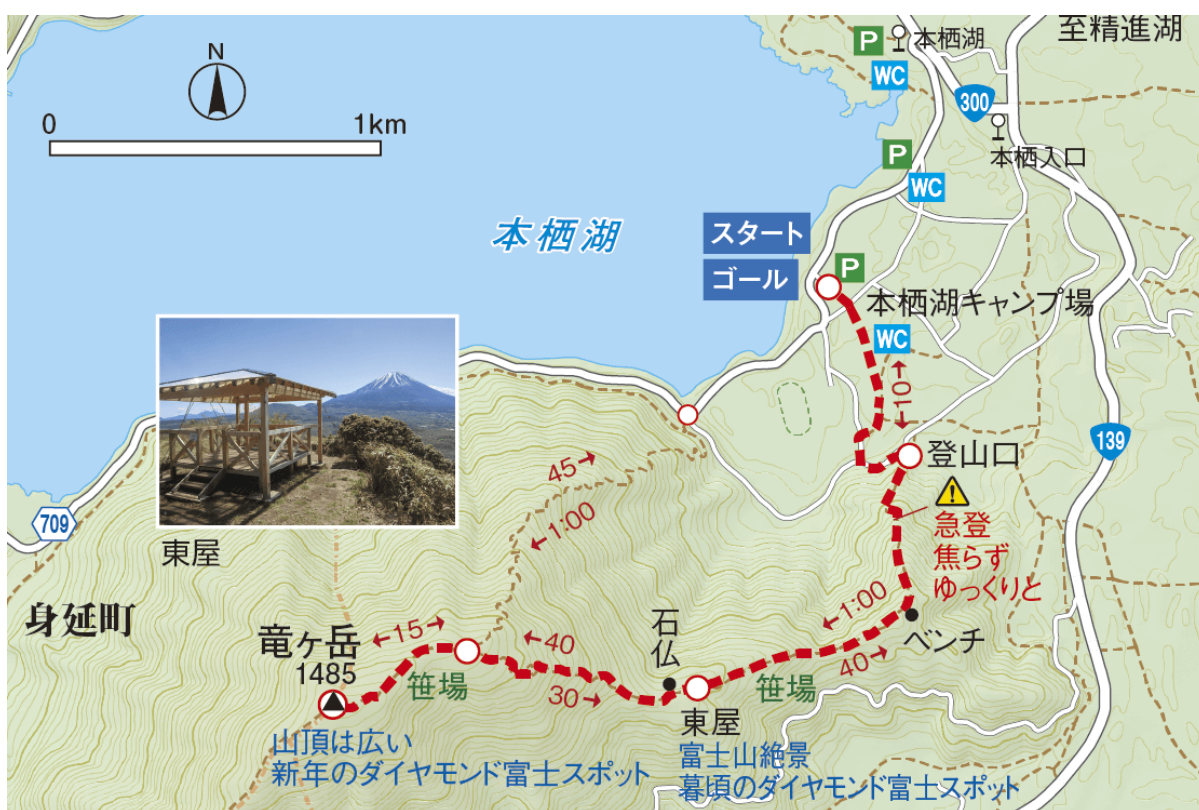 至精進湖
N
0
1km
P
本栖湖
WC
300
本栖入口
P
WC
本栖湖
スタート
ゴール
P
本栖湖キャンプ場
WC
←10→
登山口
139
急登
焦らず
ゆっくりと
45→
←1:00
709
東屋
身延町
竜ヶ岳
1485
←15→
笹場
←40
30→
石仏
東屋
笹場
←1:00
40→
ベンチ
山頂は広い
新年のダイヤモンド富士スポット
富士山絶景
暮頃のダイヤモンド富士スポット